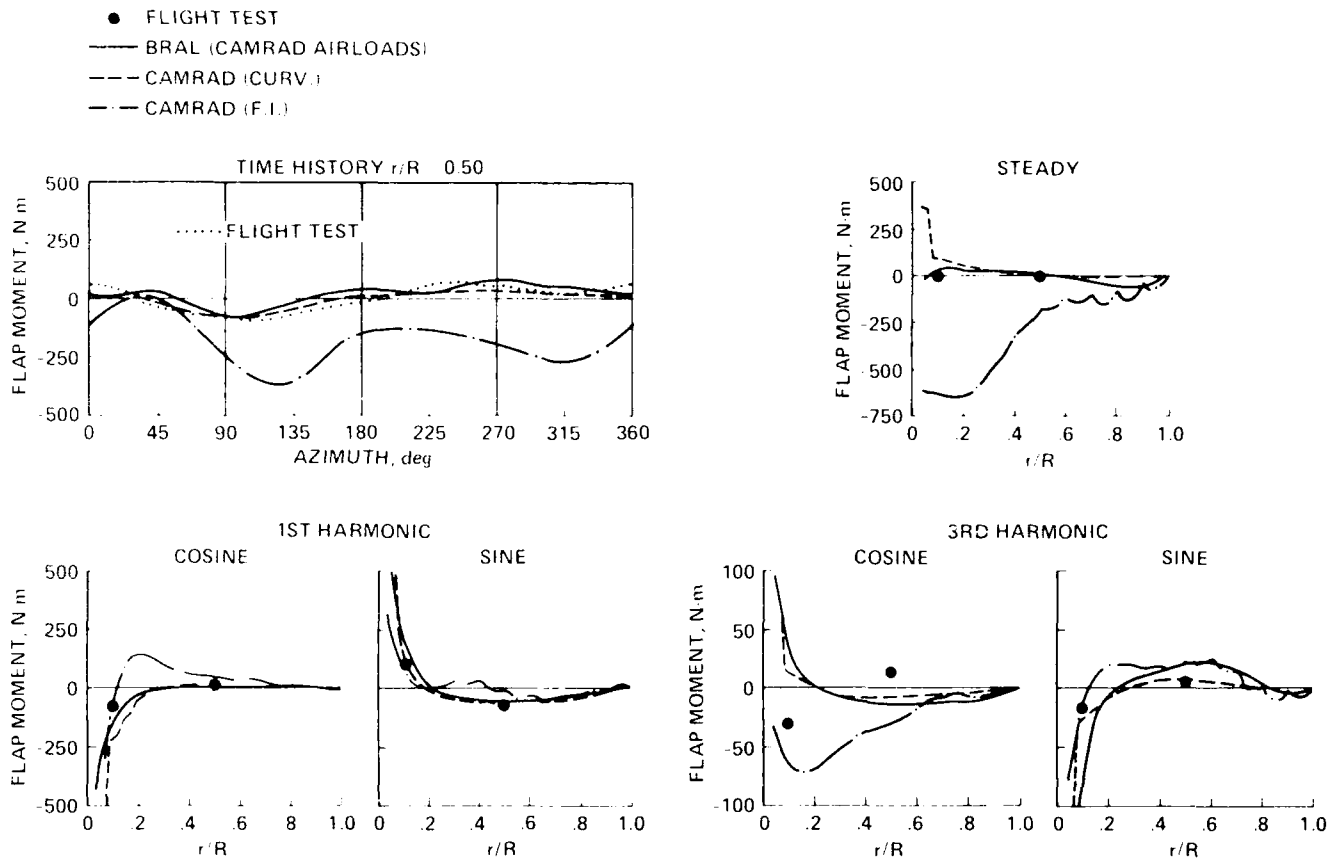 FLIGHT TEST
BRAL (CAMRAD AIRLOADS)
CAMRAD (CURV.)
CAMRAD (F.I.)
TIME HISTORY r/R 0.50
FLAP MOMENT, N·m
500
250
0
-250
-500
FLIGHT TEST
0 45 90 135 180 225 270 315 360
AZIMUTH, deg
STEADY
FLAP MOMENT, N·m
500
250
0
-250
-500
-750
0 .2 .4 .6 .8 1.0
r/R
1ST HARMONIC
COSINE SINE
FLAP MOMENT, N·m
500
250
0
-250
-500
0 .2 .4 .6 .8 1.0
r/R
0 .2 .4 .6 .8 1.0
r/R
3RD HARMONIC
COSINE SINE
FLAP MOMENT, N·m
100
50
0
-50
-100
0 .2 .4 .6 .8 1.0
r/R
0 .2 .4 .6 .8 1.0
r/R